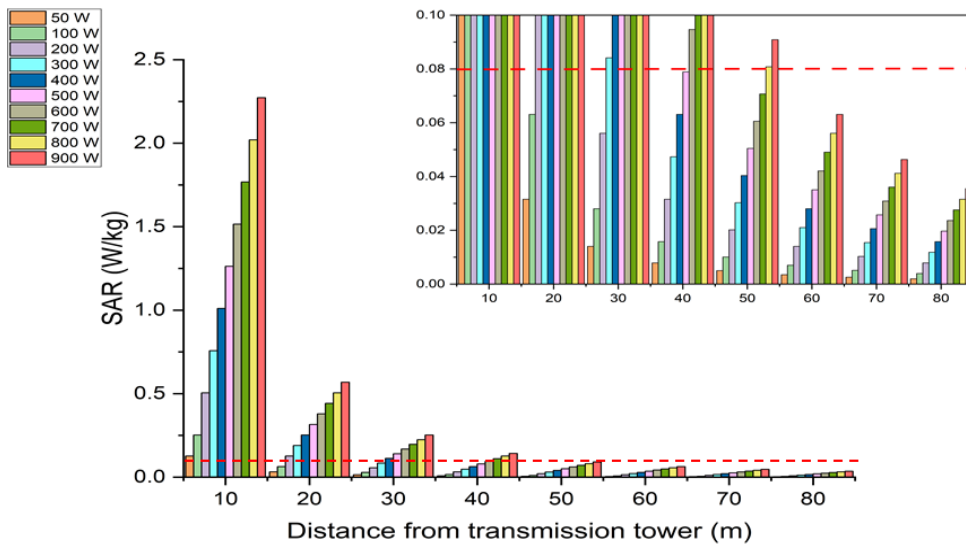 50 W
100 W
200 W
300 W
400 W
500 W
600 W
700 W
800 W
900 W
0.10
0.08
0.06
0.04
0.02
0.00
10 20 30 40 50 60 70 80
2.5
2.0
1.5
1.0
0.5
0.0
SAR (W/kg)
10 20 30 40 50 60 70 80
Distance from transmission tower (m)